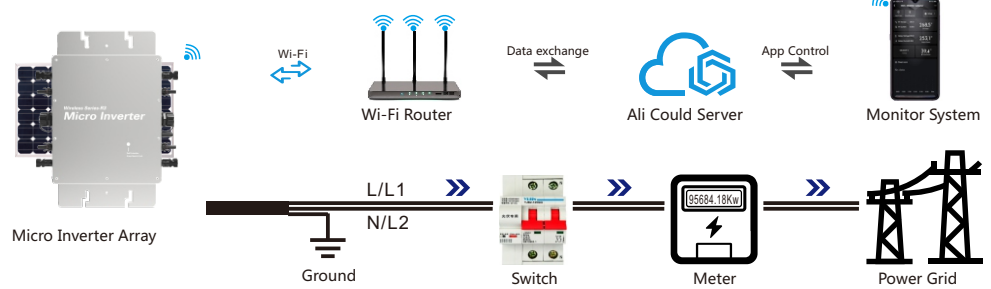 Wi-Fi
Data exchange
App Control
Micro Inverter
Wi-Fi Router
Ali Could Server
Monitor System
L/L1
N/L2
95684.18Kw
Micro Inverter Array
Ground
Switch
Meter
Power Grid